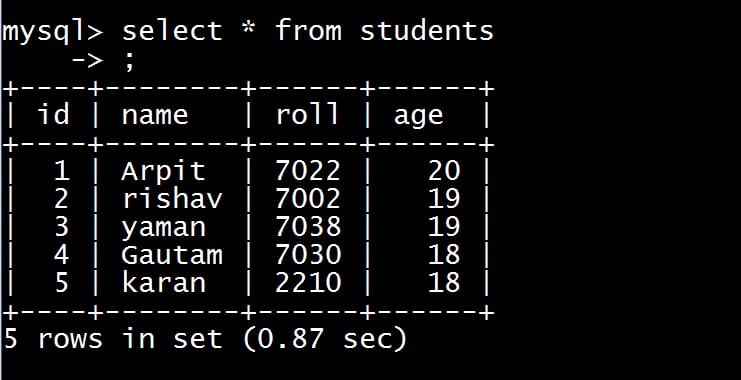 mysql> select * from students
    -> ;
+----+--------+------+------+
| id | name   | roll | age  |
+----+--------+------+------+
|  1 | Arpit  | 7022 |   20 |
|  2 | rishav | 7002 |   19 |
|  3 | yaman  | 7038 |   19 |
|  4 | Gautam | 7030 |   18 |
|  5 | karan  | 2210 |   18 |
+----+--------+------+------+
5 rows in set (0.87 sec)